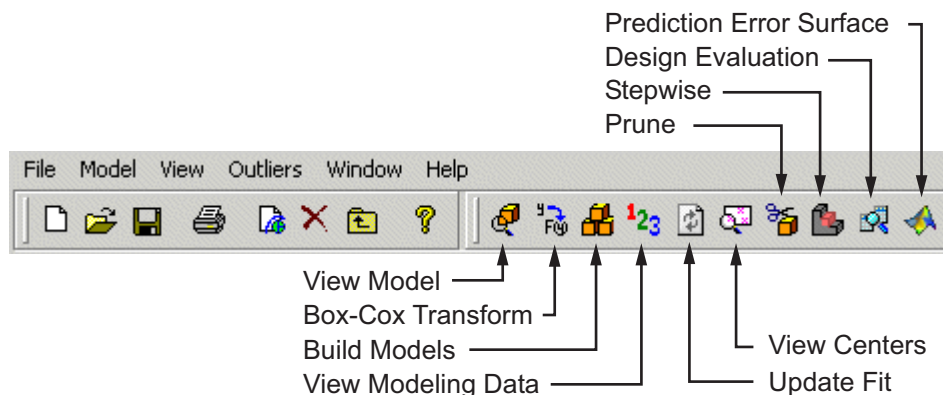 Prediction Error Surface
Design Evaluation
Stepwise
Prune
File Model View Outliers Window Help
? y F(y) 123
View Model
Box-Cox Transform
Build Models
View Modeling Data
View Centers
Update Fit